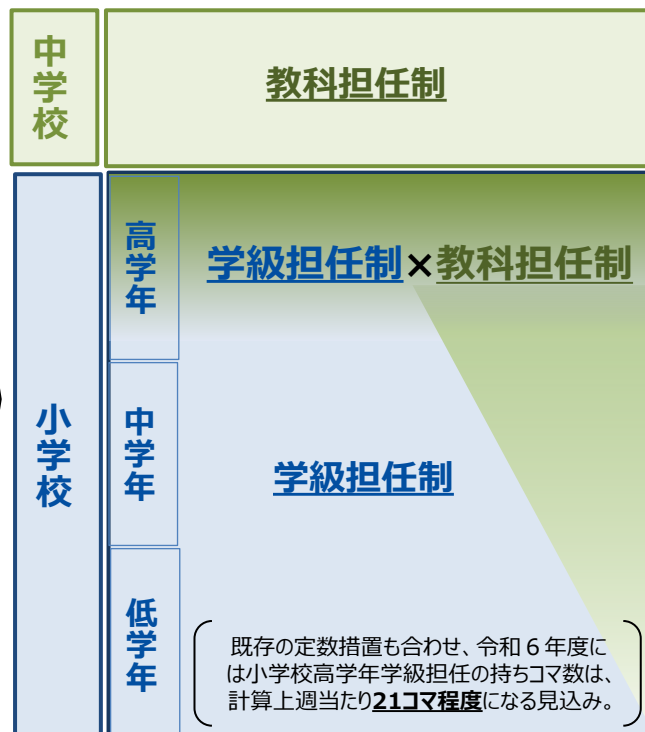 中学校
教科担任制
小学校
高学年
学級担任制×教科担任制
中学年
学級担任制
低学年
既存の定数措置も合わせ、令和６年度に
は小学校高学年学級担任の持ちコマ数は、
計算上週当たり21コマ程度になる見込み。